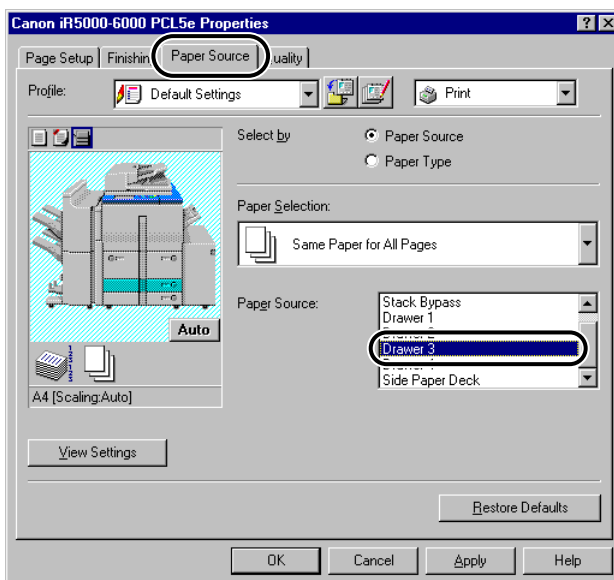 Canon iR5000-6000 PCL5e Properties
Page Setup Finishin Paper Source uality
Profile: Default Settings Print
Select by Paper Source
Paper Type
Paper Selection:
Same Paper for All Pages
Paper Source: Stack Bypass
Drawer 1
Drawer 3
Side Paper Deck
Auto
A4 [Scaling:Auto]
View Settings
Restore Defaults
OK Cancel Apply Help